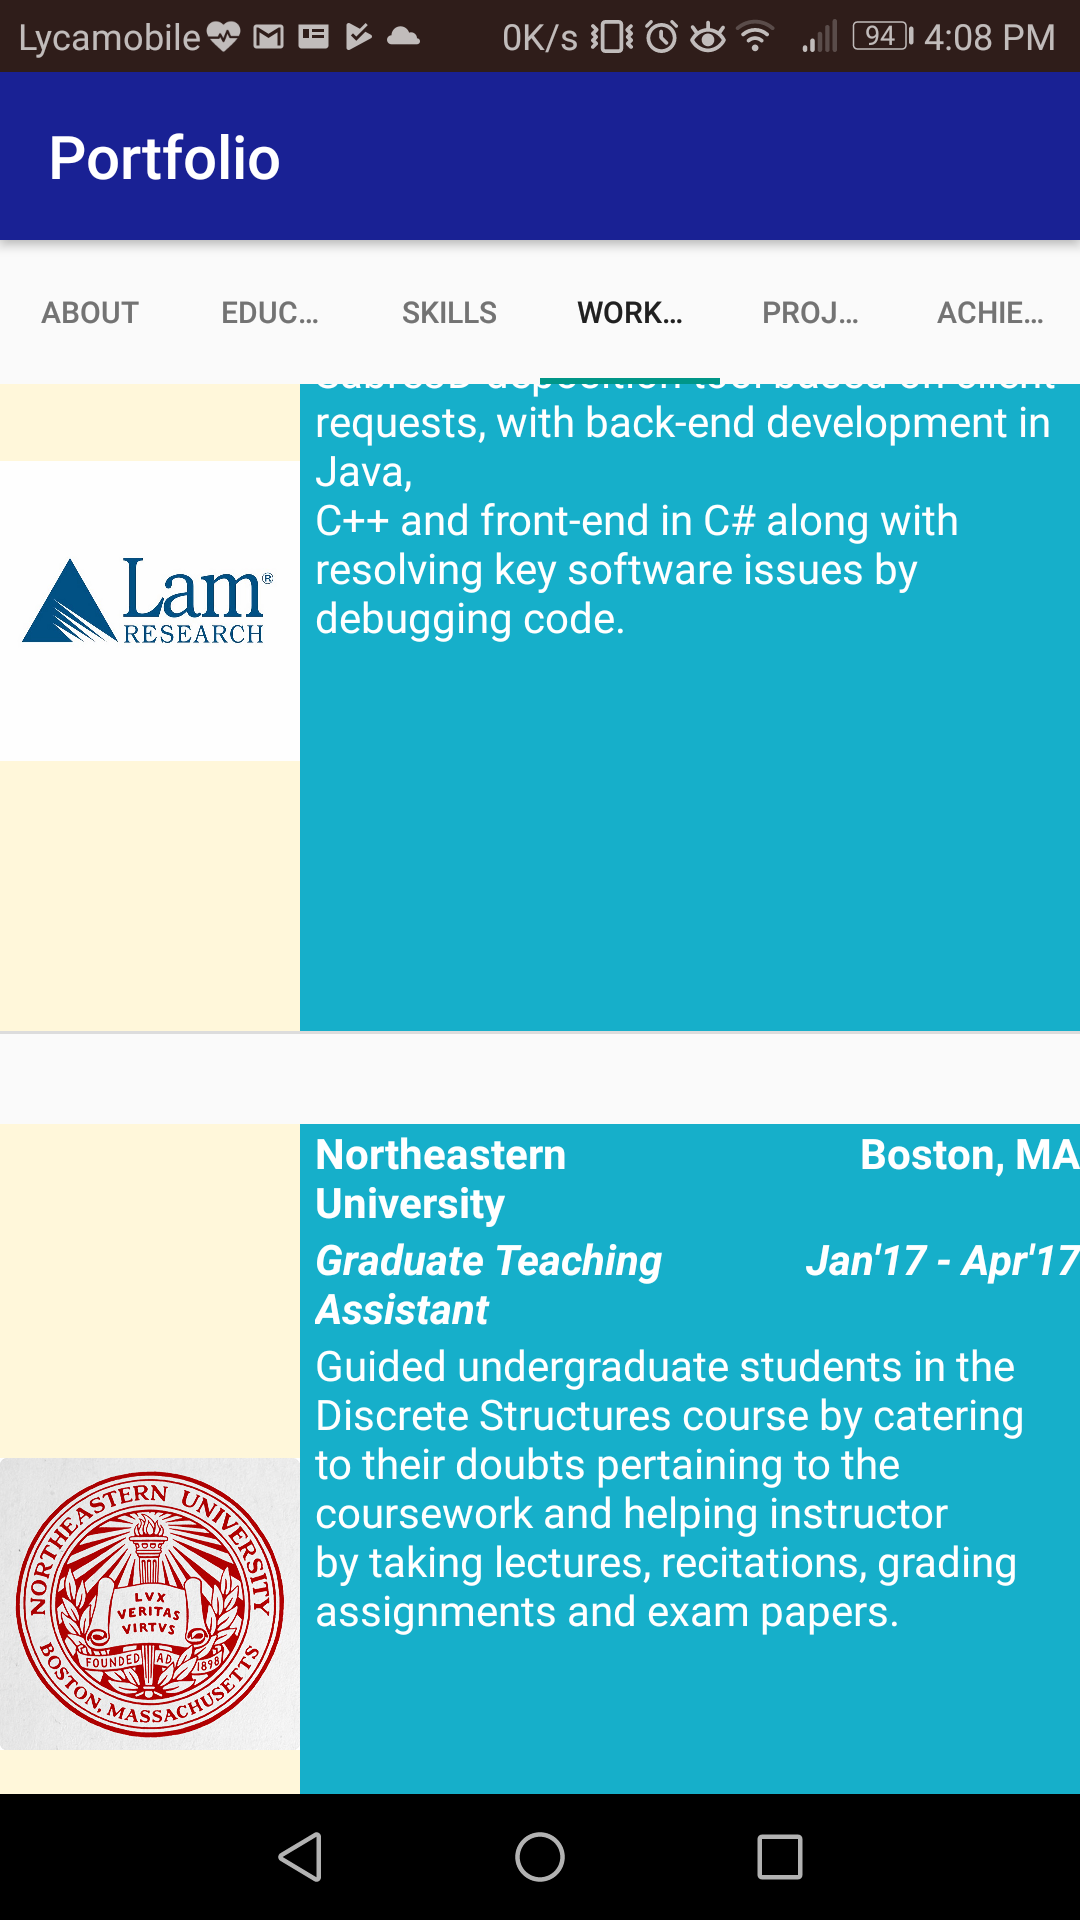 Lycamobile 0K/s 94 4:08 PM
Portfolio
ABOUT EDUC... SKILLS WORK... PROJ... ACHIE...
requests, with back-end development in
Java,
C++ and front-end in C# along with
resolving key software issues by
debugging code.
Lam®
RESEARCH
Northeastern Boston, MA
University
Graduate Teaching Jan'17 - Apr'17
Assistant
Guided undergraduate students in the
Discrete Structures course by catering
to their doubts pertaining to the
coursework and helping instructor
by taking lectures, recitations, grading
assignments and exam papers.
NORTHEASTERN UNIVERSITY
LVX
VERITAS
VIRTVS
FOUNDED AD 1898
BOSTON, MASSACHUSETTS